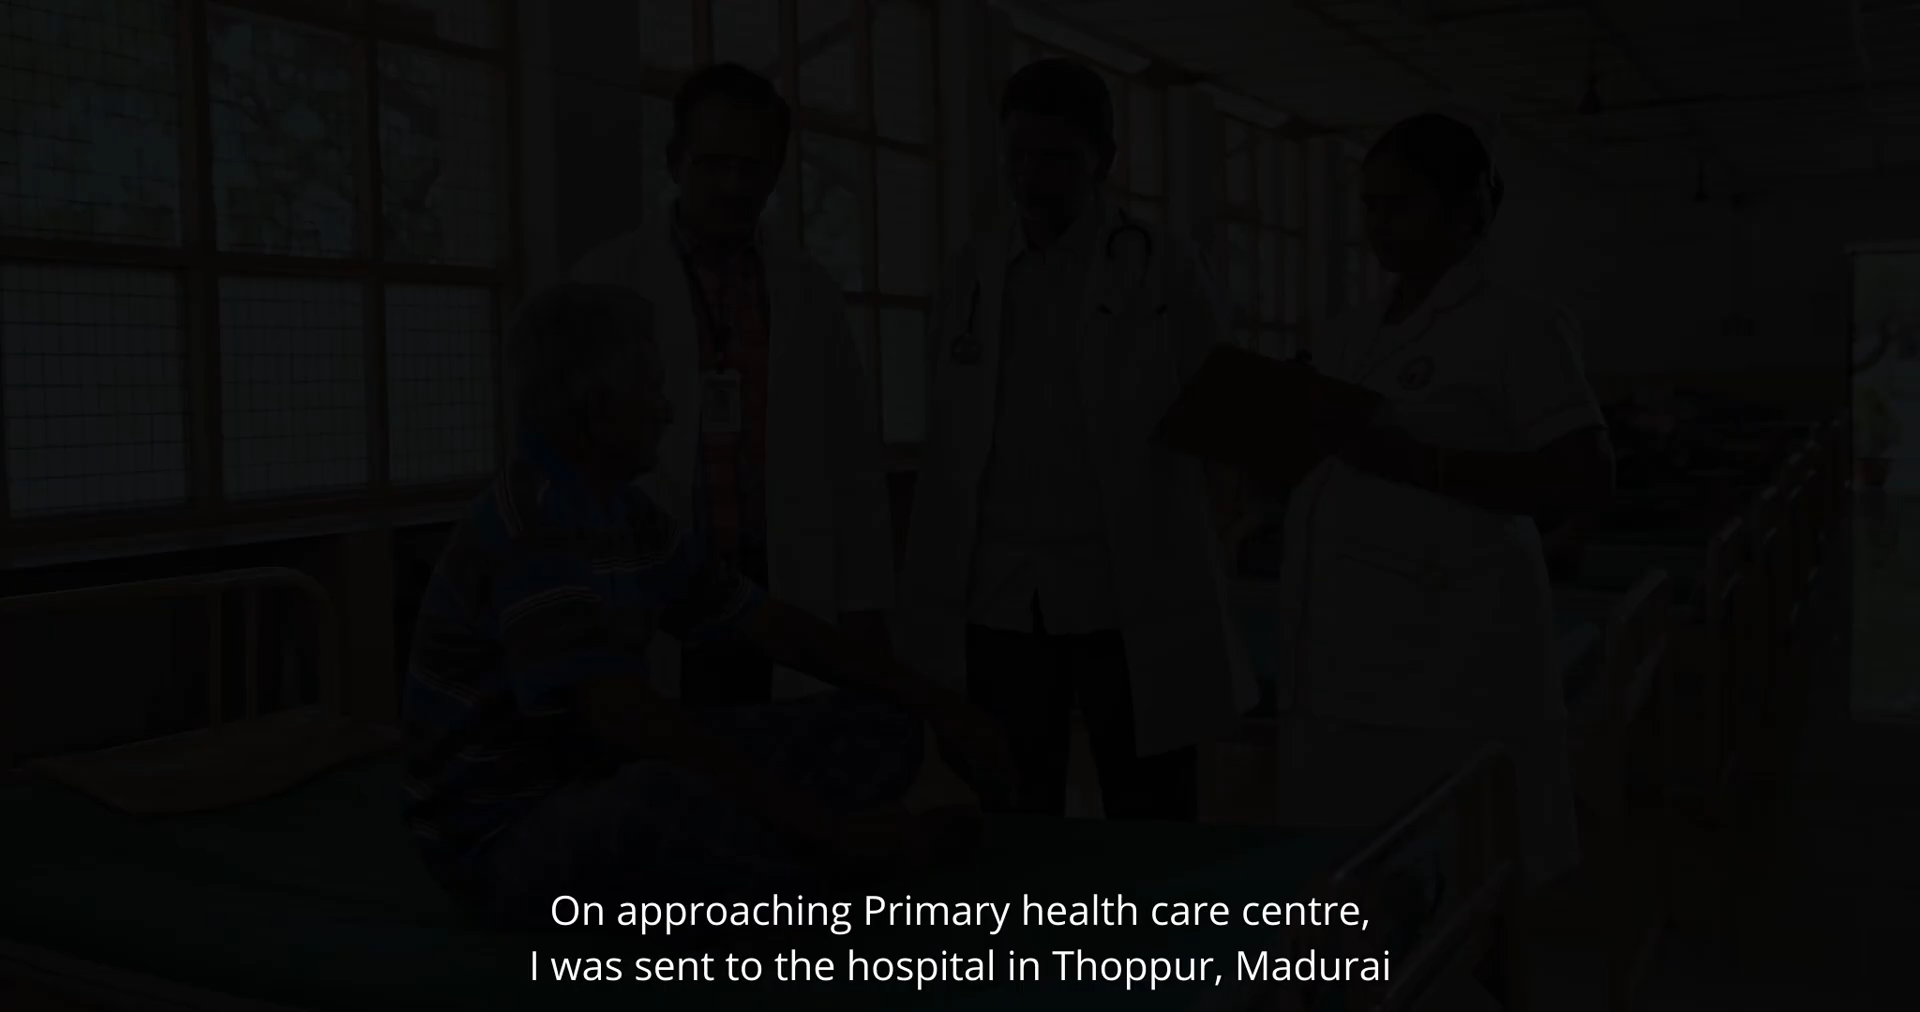 On approaching Primary health care centre,
I was sent to the hospital in Thoppur, Madurai